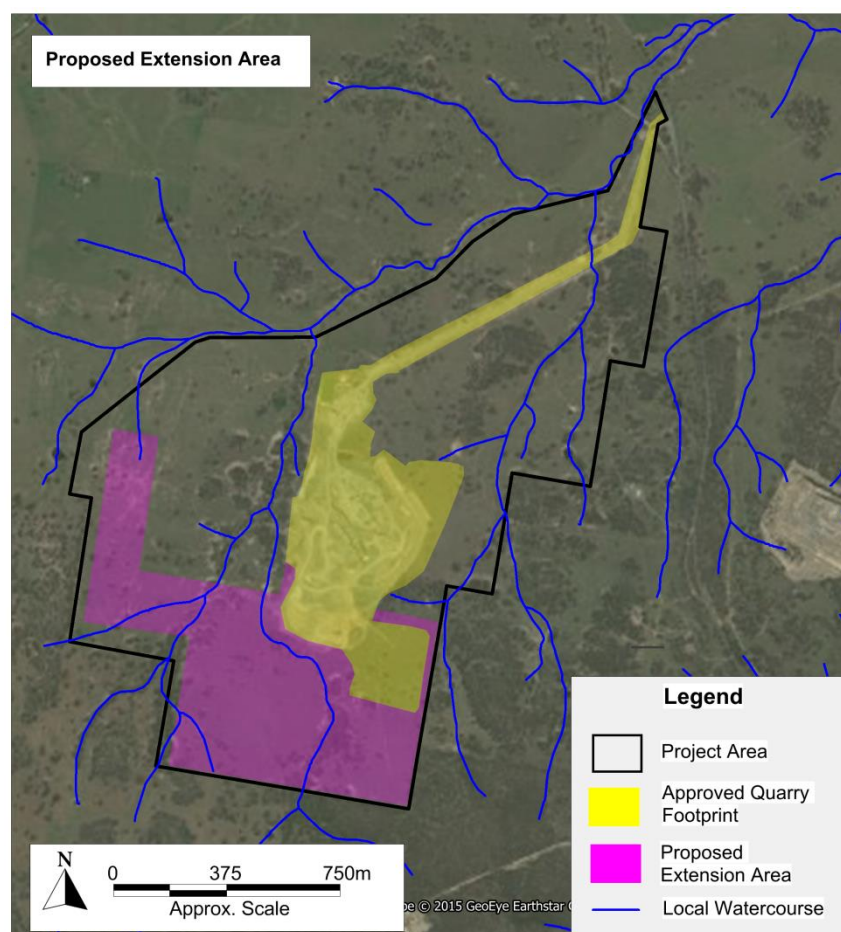 Proposed Extension Area
Legend
Project Area
Approved Quarry
Footprint
Proposed
Extension Area
Local Watercourse
N
0 375 750m
Approx. Scale
© 2015 GeoEye Earthstar